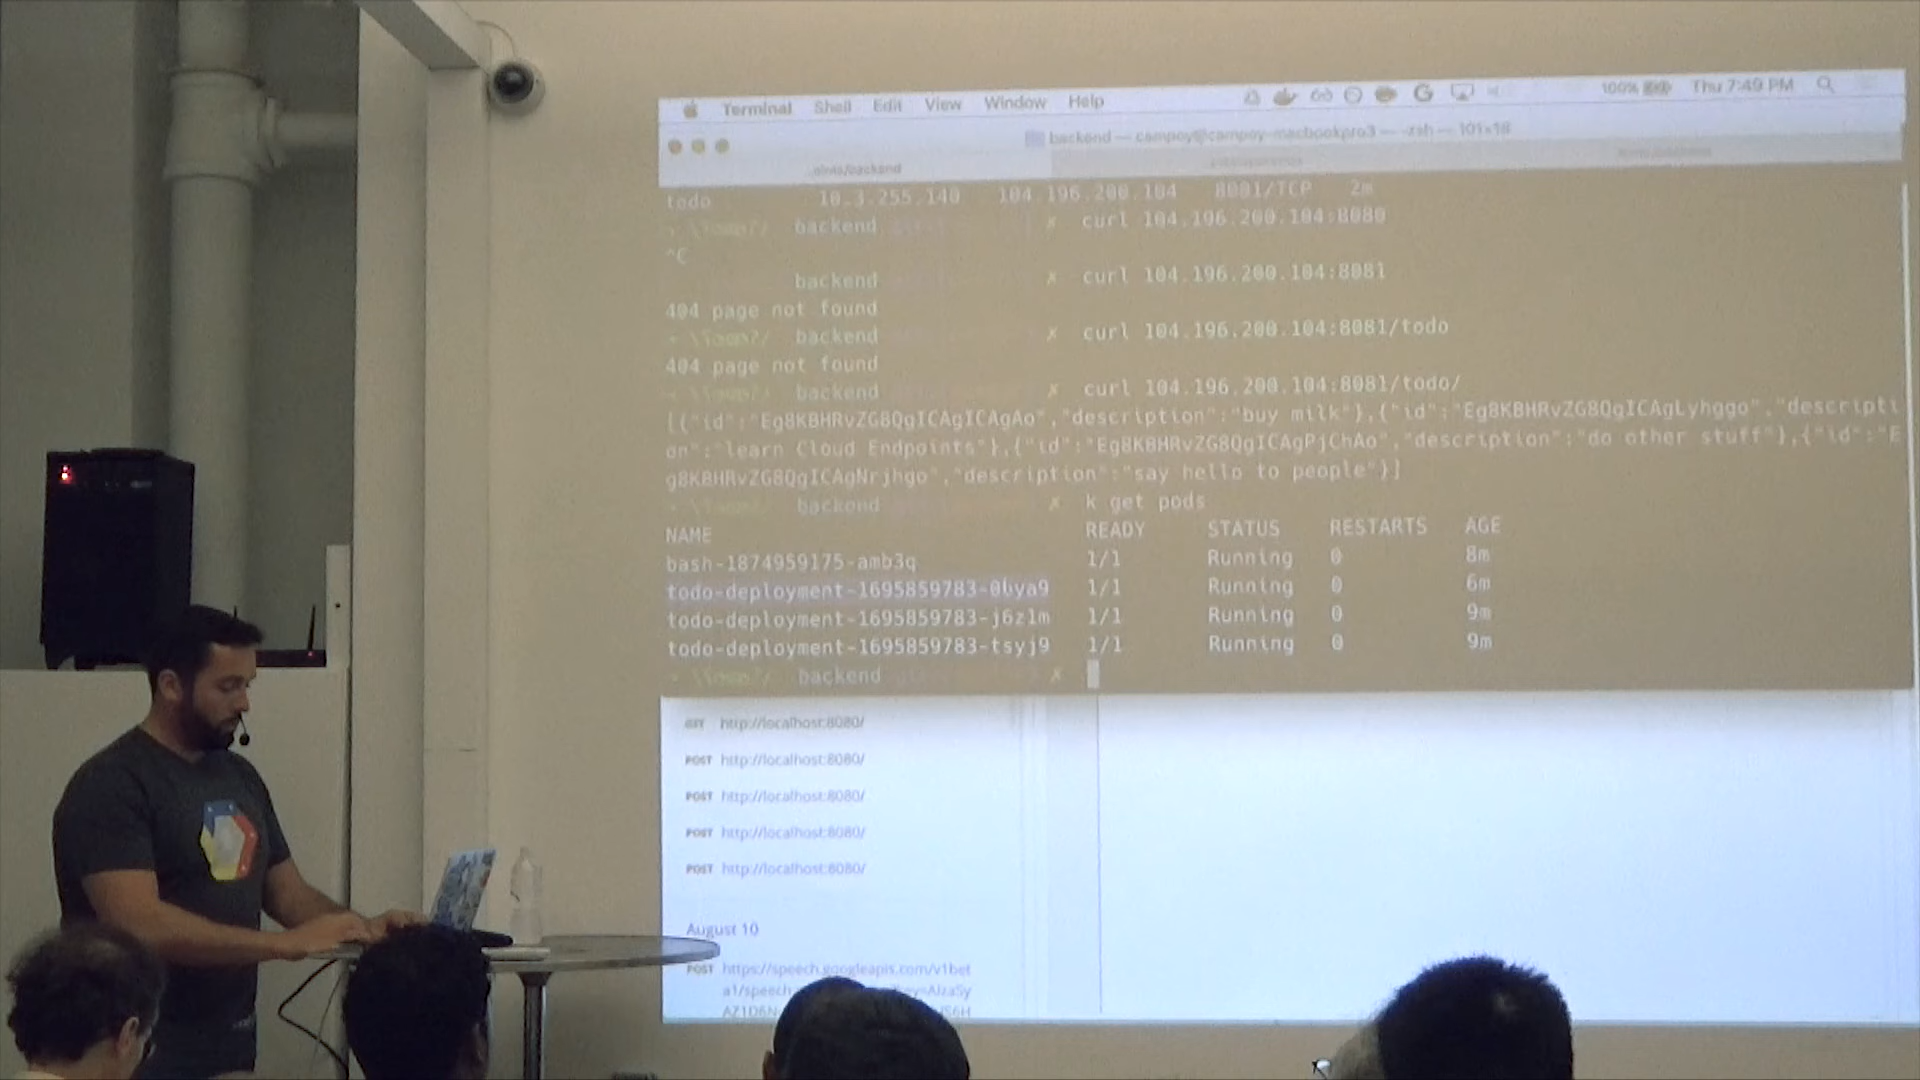 Terminal Shell Edit View Window Help 100% Thu 7:49 PM
backend — campoy@campoy-macbookpro3 — -zsh — 101×18
todo 10.3.255.140 104.196.200.104 8081/TCP 2m
backend ✗ curl 104.196.200.104:8080
^C
backend ✗ curl 104.196.200.104:8081
404 page not found
backend ✗ curl 104.196.200.104:8081/todo
404 page not found
backend ✗ curl 104.196.200.104:8081/todo/
[{"id":"Eg8KBHRvZG8QgICAgICAgAo","description":"buy milk"},{"id":"Eg8KBHRvZG8QgICAgLyhggo","descripti
on":"learn Cloud Endpoints"},{"id":"Eg8KBHRvZG8QgICAgPjChAo","description":"do other stuff"},{"id":"E
g8KBHRvZG8QgICAgNrjhgo","description":"say hello to people"}]
backend ✗ k get pods
NAME READY STATUS RESTARTS AGE
bash-1874959175-amb3q 1/1 Running 0 8m
todo-deployment-1695859783-0bya9 1/1 Running 0 6m
todo-deployment-1695859783-j6z1m 1/1 Running 0 9m
todo-deployment-1695859783-tsyj9 1/1 Running 0 9m
backend ✗
GET http://localhost:8080/
POST http://localhost:8080/
POST http://localhost:8080/
POST http://localhost:8080/
POST http://localhost:8080/
August 10
POST https://speech.googleapis.com/v1bet
a1/speech